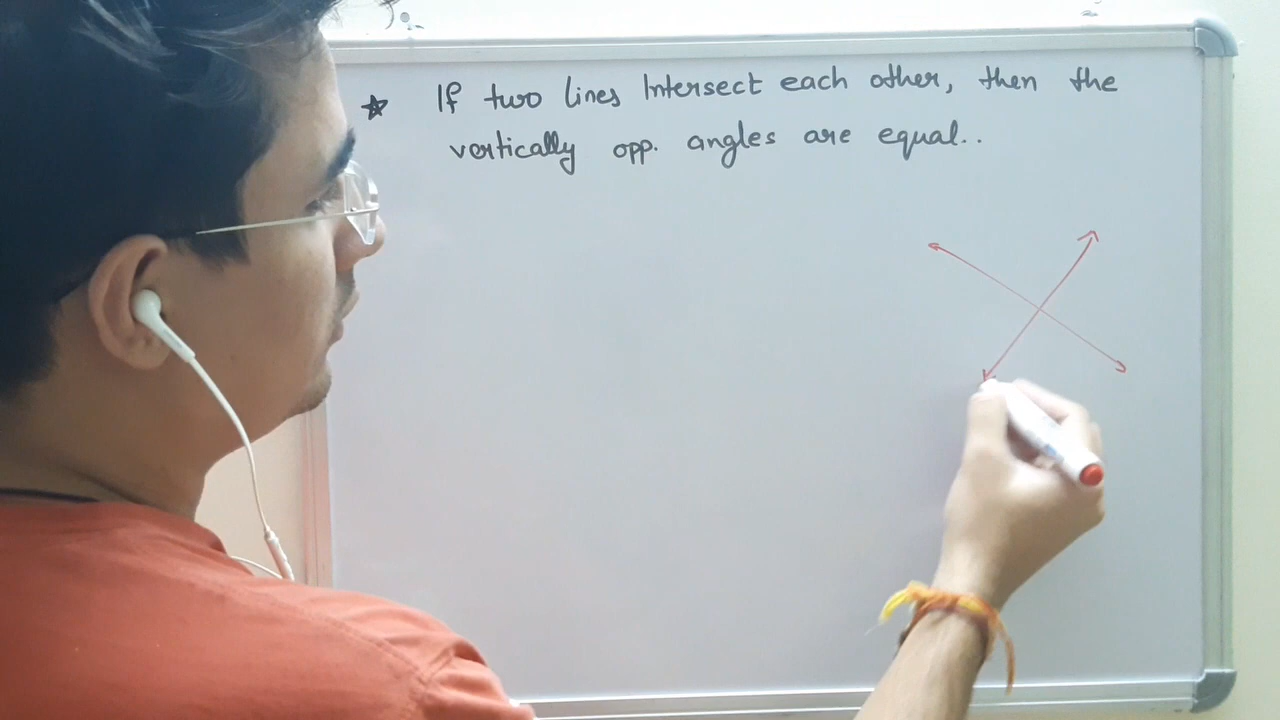 ☆ If two lines Intersect each other, then the
vertically opp. angles are equal..